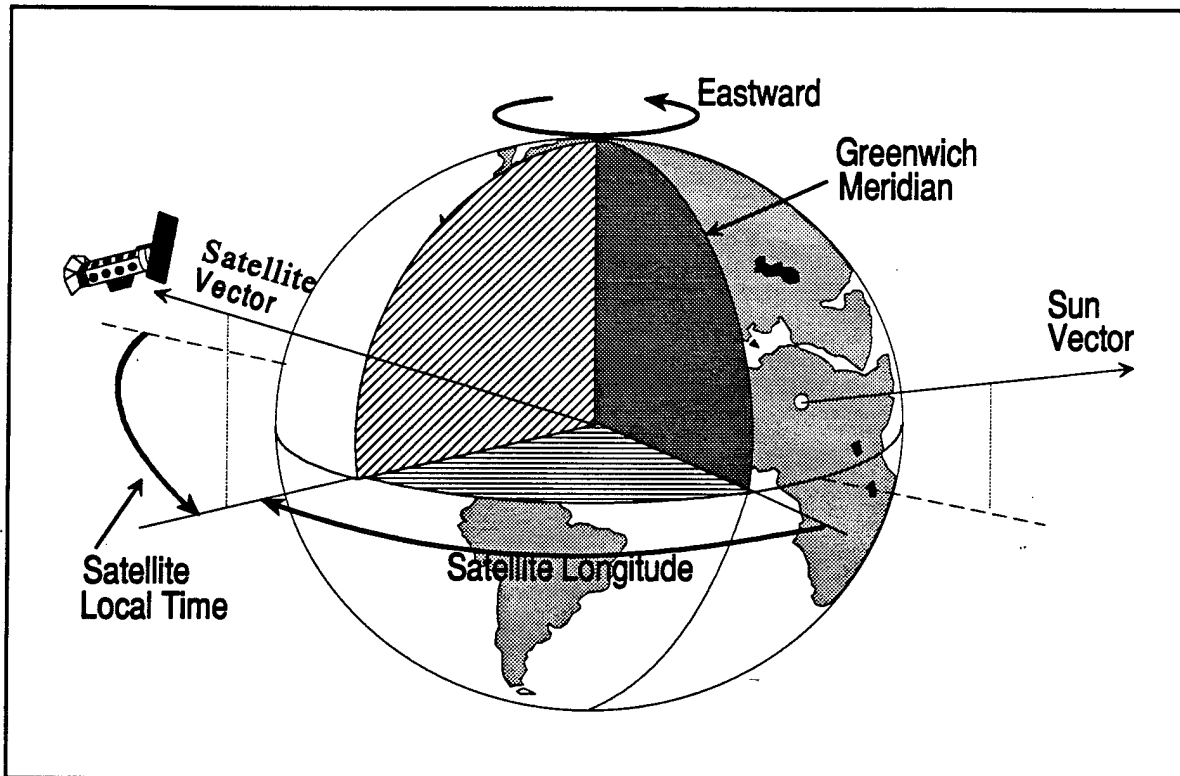 Eastward
Greenwich
Meridian
Satellite
Vector
Sun
Vector
Satellite
Local Time
Satellite Longitude